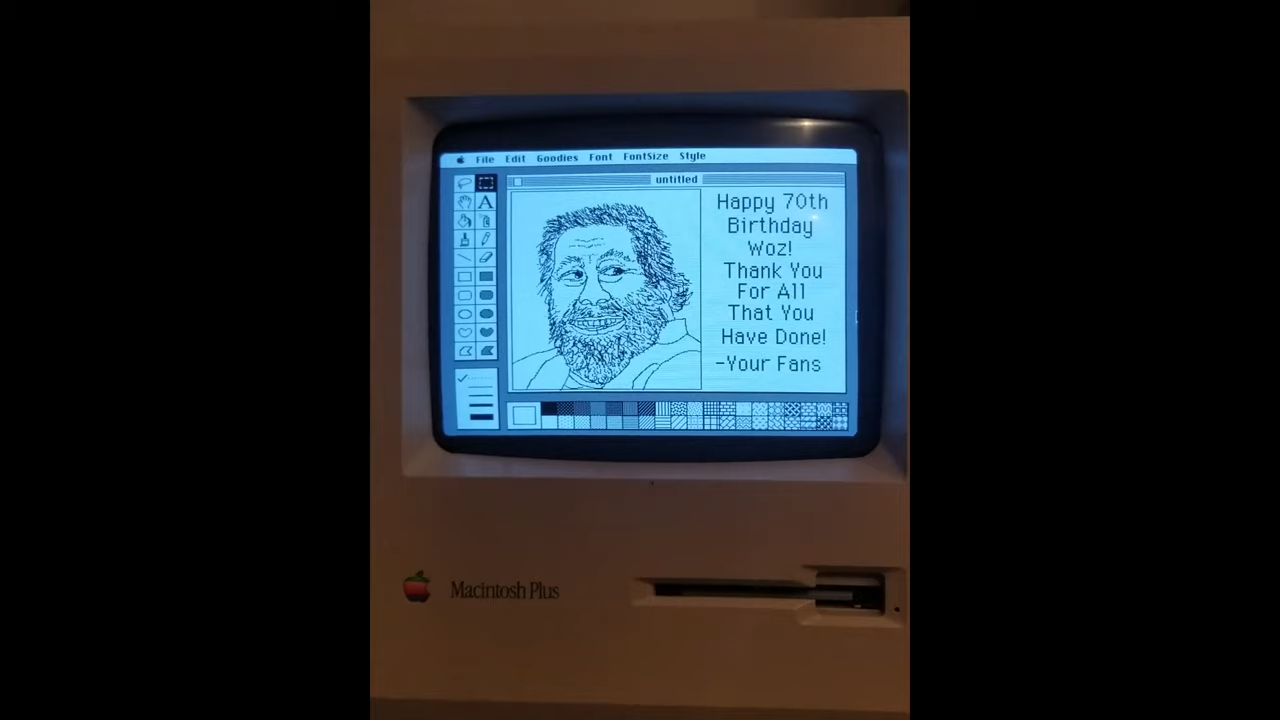 File Edit Goodies Font FontSize Style
untitled
A
Happy 70th
Birthday
Woz!
Thank You
For All
That You
Have Done!
-Your Fans
Macintosh Plus